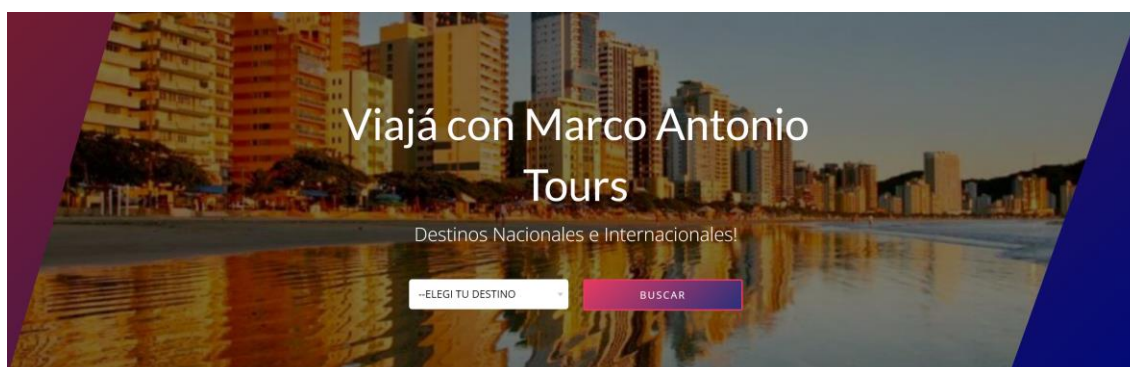 Viajá con Marco Antonio
Tours
Destinos Nacionales e Internacionales!
--ELEGI TU DESTINO
BUSCAR